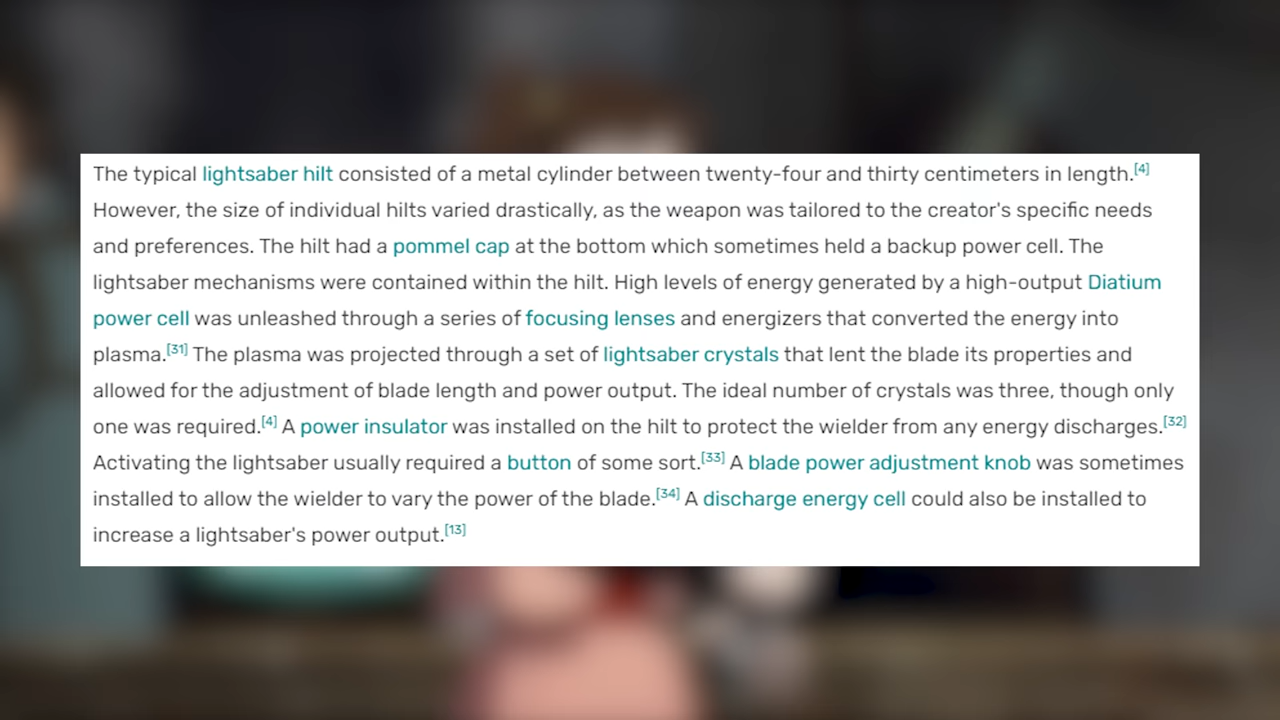 The typical lightsaber hilt consisted of a metal cylinder between twenty-four and thirty centimeters in length.[4]
However, the size of individual hilts varied drastically, as the weapon was tailored to the creator's specific needs
and preferences. The hilt had a pommel cap at the bottom which sometimes held a backup power cell. The
lightsaber mechanisms were contained within the hilt. High levels of energy generated by a high-output Diatium
power cell was unleashed through a series of focusing lenses and energizers that converted the energy into
plasma.[31] The plasma was projected through a set of lightsaber crystals that lent the blade its properties and
allowed for the adjustment of blade length and power output. The ideal number of crystals was three, though only
one was required.[4] A power insulator was installed on the hilt to protect the wielder from any energy discharges.[32]
Activating the lightsaber usually required a button of some sort.[33] A blade power adjustment knob was sometimes
installed to allow the wielder to vary the power of the blade.[34] A discharge energy cell could also be installed to
increase a lightsaber's power output.[13]